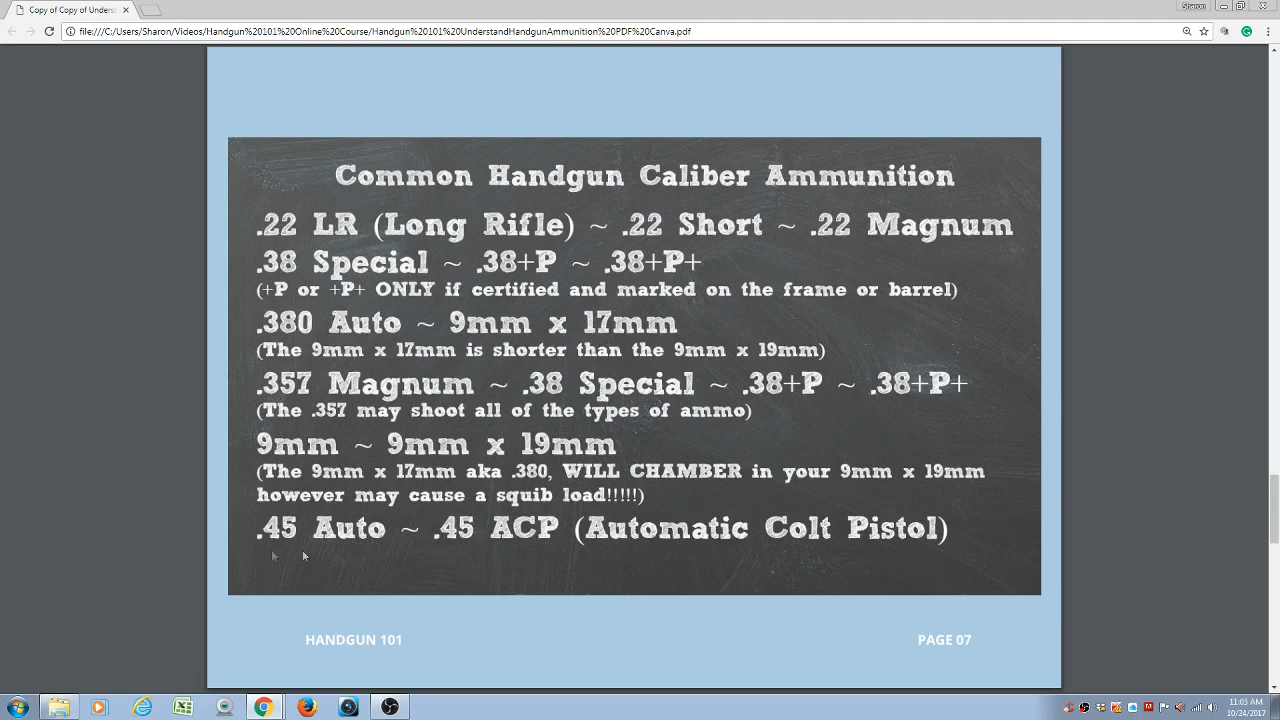 Copy of Copy of Underst
Sharon
file:///C:/Users/Sharon/Videos/Handgun%20101%20Online%20Course/Handgun%20101%20UnderstandHandgunAmmunition%20PDF%20Canva.pdf
Common Handgun Caliber Ammunition
.22 LR (Long Rifle) ~ .22 Short ~ .22 Magnum
.38 Special ~ .38+P ~ .38+P+
(+P or +P+ ONLY if certified and marked on the frame or barrel)
.380 Auto ~ 9mm x 17mm
(The 9mm x 17mm is shorter than the 9mm x 19mm)
.357 Magnum ~ .38 Special ~ .38+P ~ .38+P+
(The .357 may shoot all of the types of ammo)
9mm ~ 9mm x 19mm
(The 9mm x 17mm aka .380, WILL CHAMBER in your 9mm x 19mm
however may cause a squib load!!!!!)
.45 Auto ~ .45 ACP (Automatic Colt Pistol)
HANDGUN 101
PAGE 07
11:05 AM
10/24/2017